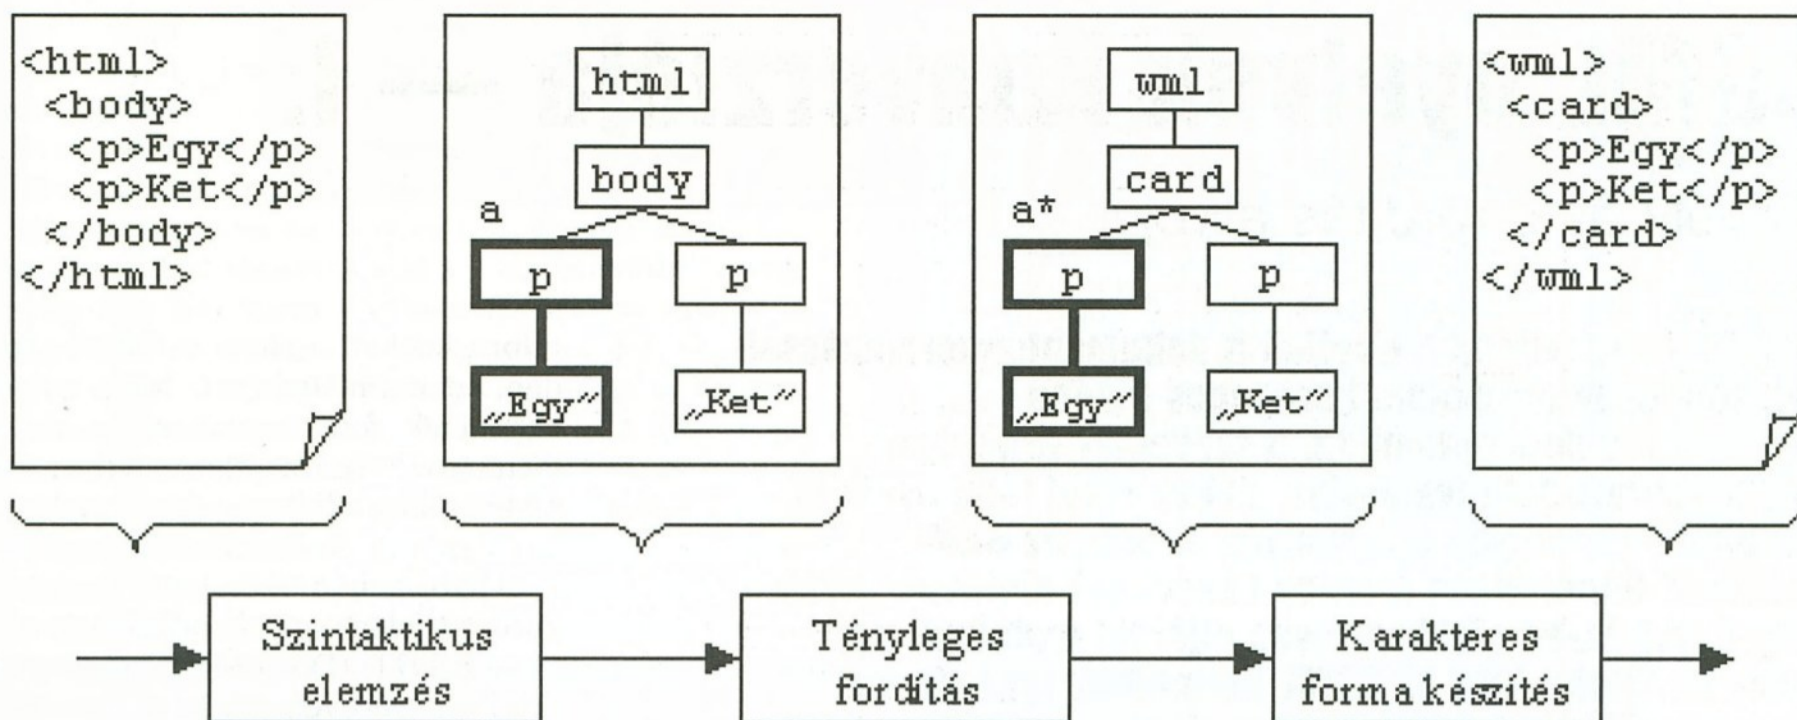 <html>
<body>
<p>Egy</p>
<p>Ket</p>
</body>
</html>
html
body
a
p
p
„Egy”
„Ket”
wml
card
a*
p
p
„Egy”
„Ket”
<wml>
<card>
<p>Egy</p>
<p>Ket</p>
</card>
</wml>
Szintaktikus
elemzés
Tényleges
fordítás
Karakteres
forma készítés